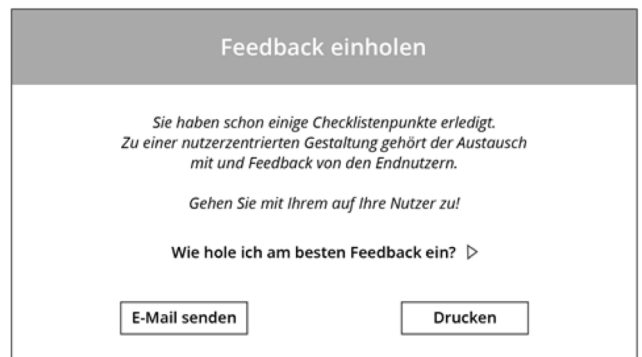 Feedback einholen
Sie haben schon einige Checklistenpunkte erledigt.
Zu einer nutzerzentrierten Gestaltung gehört der Austausch
mit und Feedback von den Endnutzern.
Gehen Sie mit Ihrem auf Ihre Nutzer zu!
Wie hole ich am besten Feedback ein?
E-Mail senden
Drucken